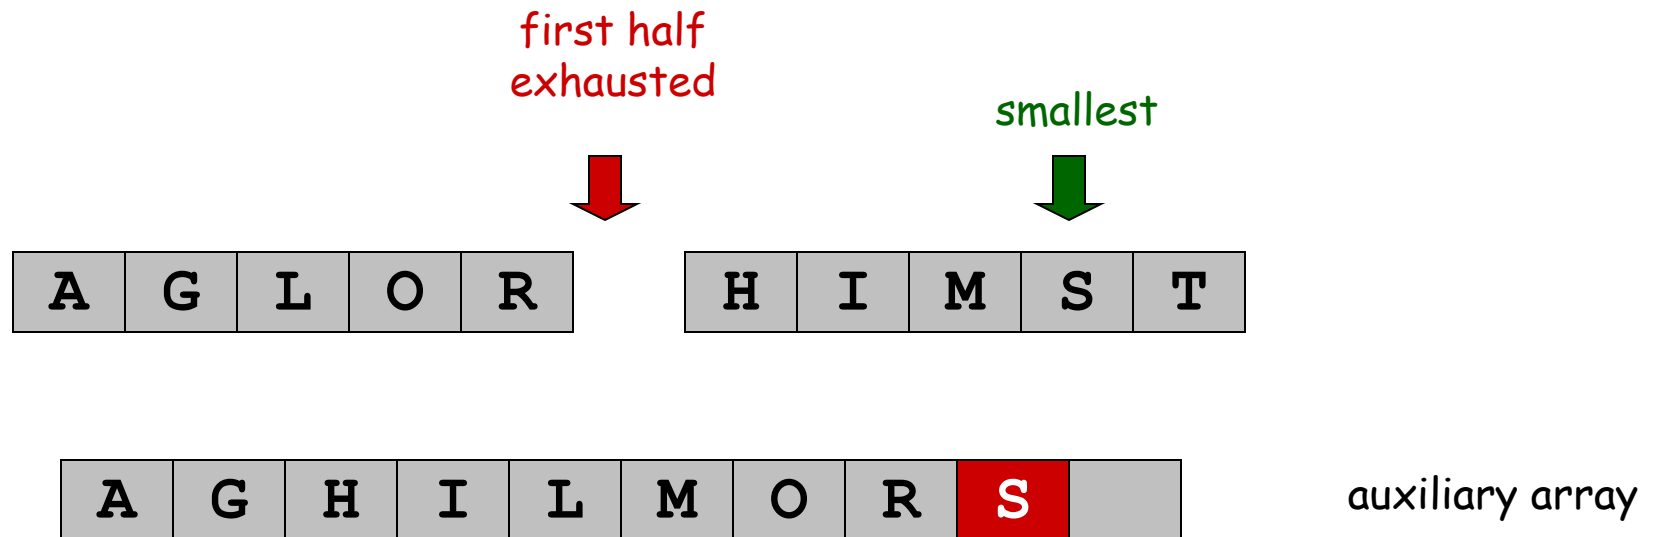 first half
exhausted
smallest
A G L O R H I M S T
A G H I L M O R S
auxiliary array